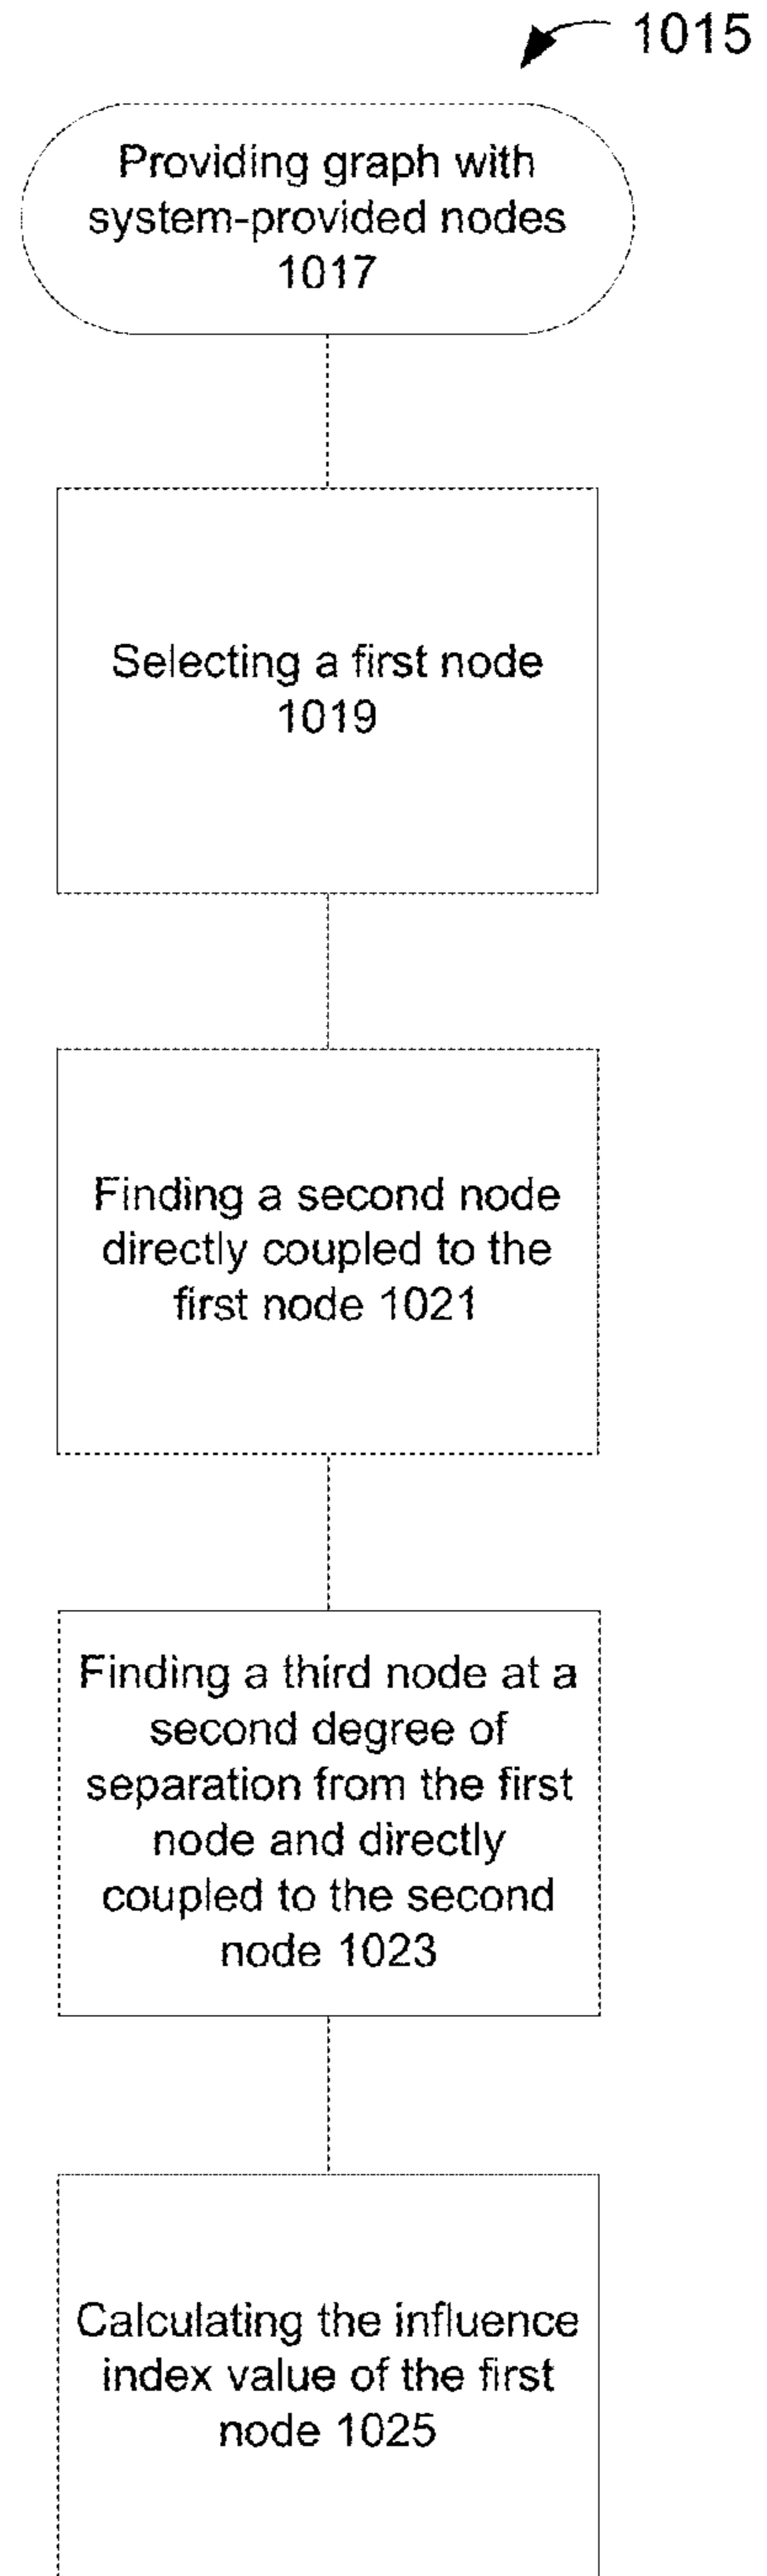 1015
Providing graph with
system-provided nodes
1017
Selecting a first node
1019
Finding a second node
directly coupled to the
first node 1021
Finding a third node at a
second degree of
separation from the first
node and directly
coupled to the second
node 1023
Calculating the influence
index value of the first
node 1025